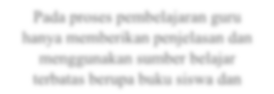 Pada proses pembelajaran guru
hanya memberikan penjelasan dan
menggunakan sumber belajar
terbatas berupa buku siswa dan